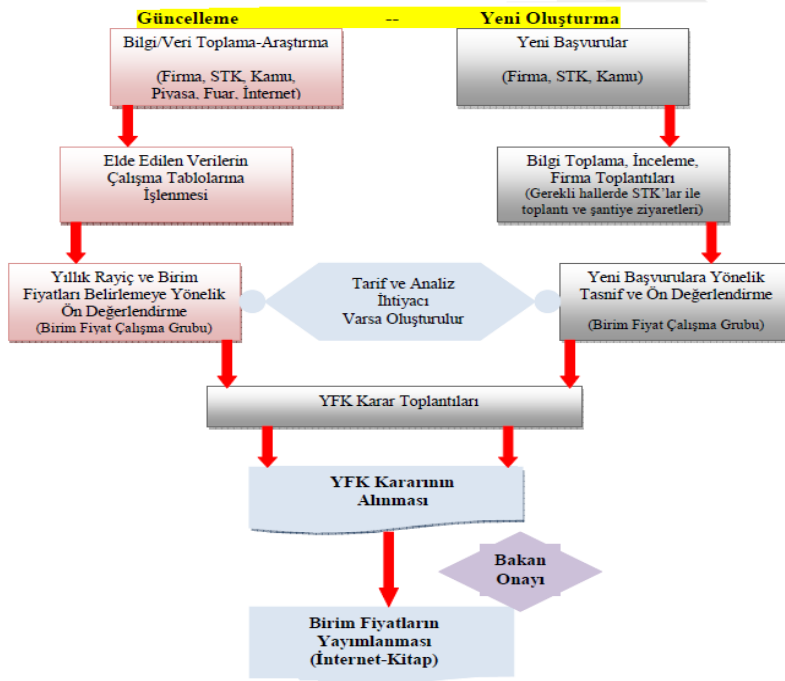 Güncelleme -- Yeni Oluşturma
Bilgi/Veri Toplama-Araştırma
(Firma, STK, Kamu,
Piyasa, Fuar, İnternet)
Yeni Başvurular
(Firma, STK, Kamu)
Elde Edilen Verilerin
Çalışma Tablolarına
İşlenmesi
Bilgi Toplama, İnceleme,
Firma Toplantıları
(Gerekli hallerde STK'lar ile
toplantı ve şantiye ziyaretleri)
Yıllık Rayiç ve Birim
Fiyatları Belirlemeye Yönelik
Ön Değerlendirme
(Birim Fiyat Çalışma Grubu)
Tarif ve Analiz
İhtiyacı
Varsa Oluşturulur
Yeni Başvurulara Yönelik
Tasnif ve Ön Değerlendirme
(Birim Fiyat Çalışma Grubu)
YFK Karar Toplantıları
YFK Kararının
Alınması
Bakan
Onayı
Birim Fiyatların
Yayımlanması
(İnternet-Kitap)